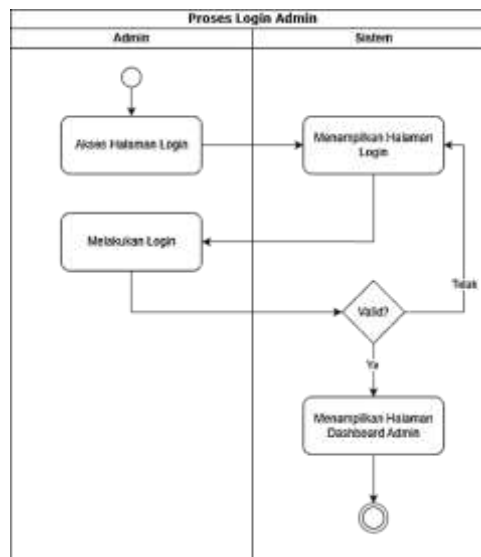 Proses Login Admin
Admin
Sistem
Akses Halaman Login
Menampilkan Halaman
Login
Melakukan Login
Valid?
Tidak
Ya
Menampilkan Halaman
Dashboard Admin